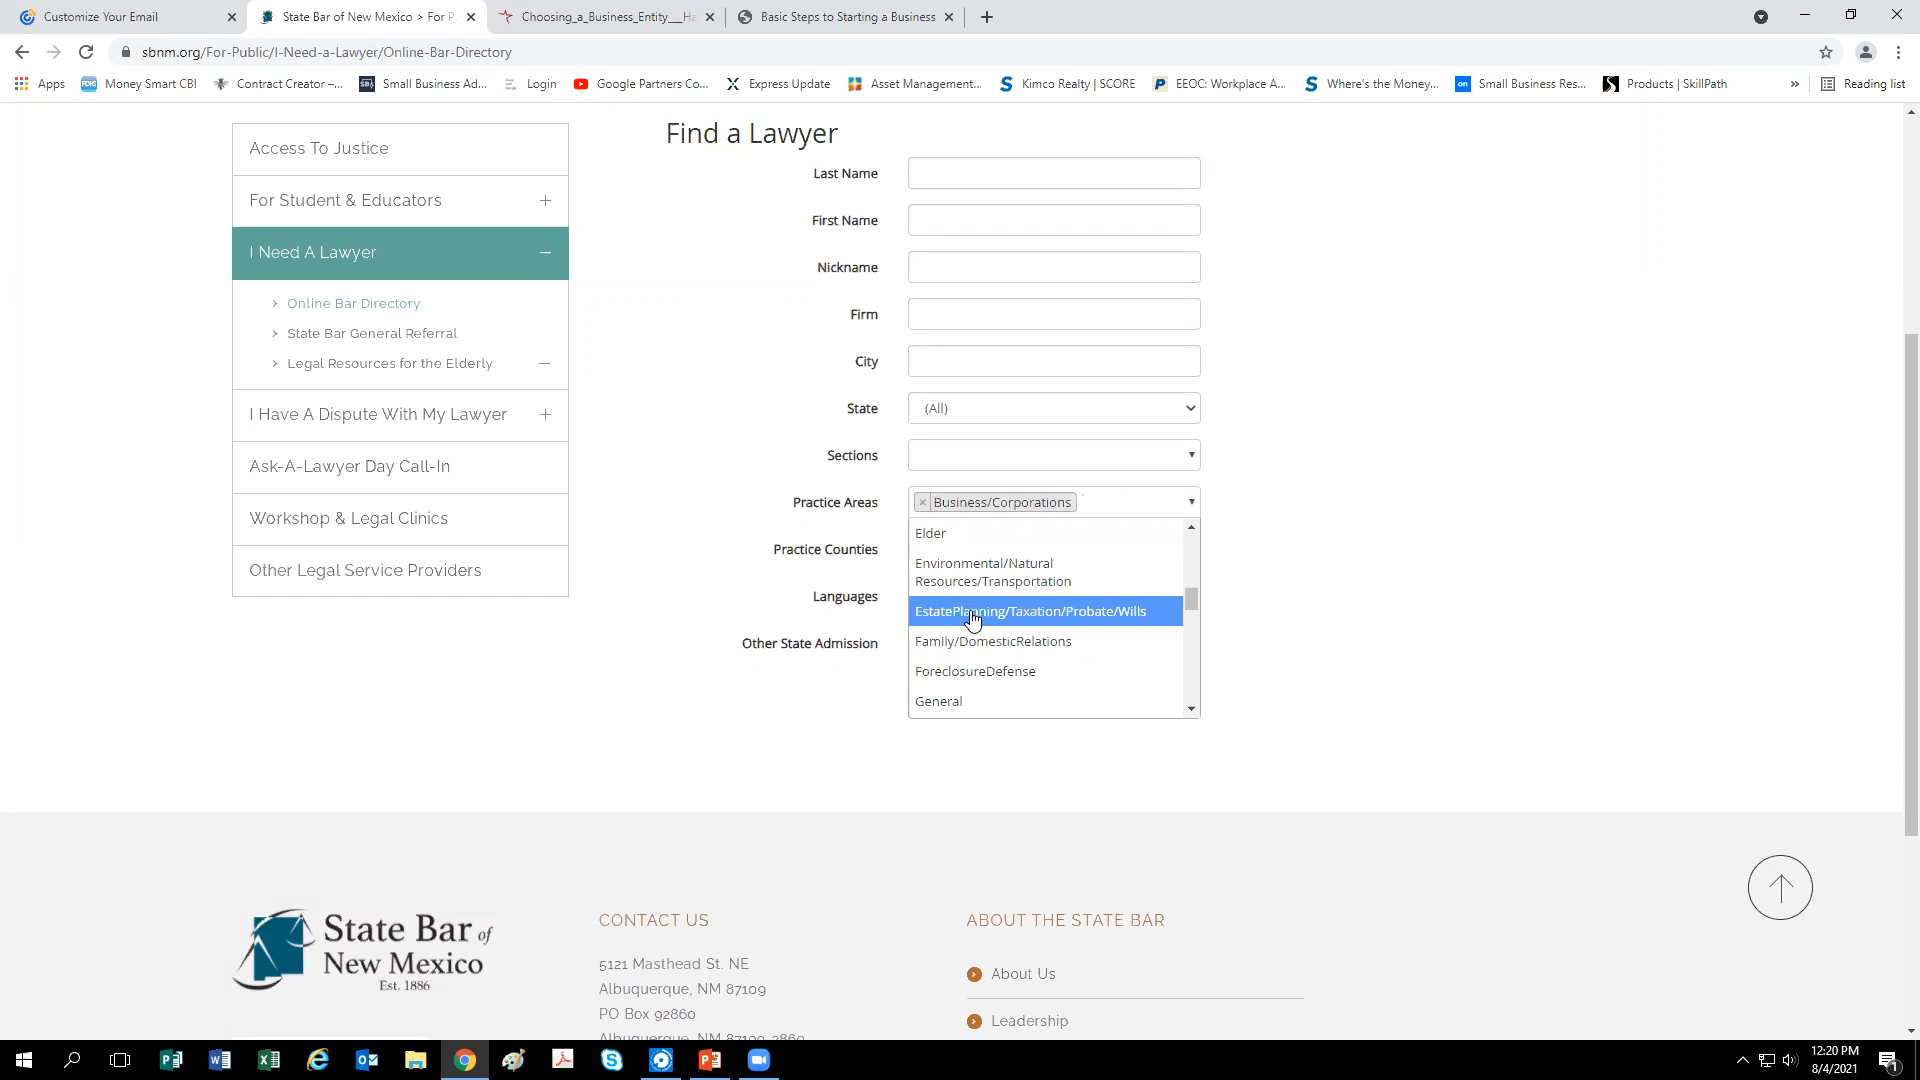 Customize Your Email
State Bar of New Mexico > For P
Choosing_a_Business_Entity__Ha
Basic Steps to Starting a Business
sbnm.org/For-Public/I-Need-a-Lawyer/Online-Bar-Directory
Apps
Money Smart CBI
Contract Creator –...
Small Business Ad...
Login
Google Partners Co...
Express Update
Asset Management...
Kimco Realty | SCORE
EEOC: Workplace A...
Where's the Money...
Small Business Res...
Products | SkillPath
»
Reading list
Access To Justice
For Student & Educators
I Need A Lawyer
Online Bar Directory
State Bar General Referral
Legal Resources for the Elderly
I Have A Dispute With My Lawyer
Ask-A-Lawyer Day Call-In
Workshop & Legal Clinics
Other Legal Service Providers
Find a Lawyer
Last Name
First Name
Nickname
Firm
City
State
(All)
Sections
Practice Areas
× Business/Corporations
Practice Counties
Languages
Other State Admission
Elder
Environmental/Natural
Resources/Transportation
EstatePlanning/Taxation/Probate/Wills
Family/DomesticRelations
ForeclosureDefense
General
State Bar of
New Mexico
Est. 1886
CONTACT US
5121 Masthead St. NE
Albuquerque, NM 87109
PO Box 92860
Albuquerque, NM 87199-2860
ABOUT THE STATE BAR
About Us
Leadership
12:20 PM
8/4/2021